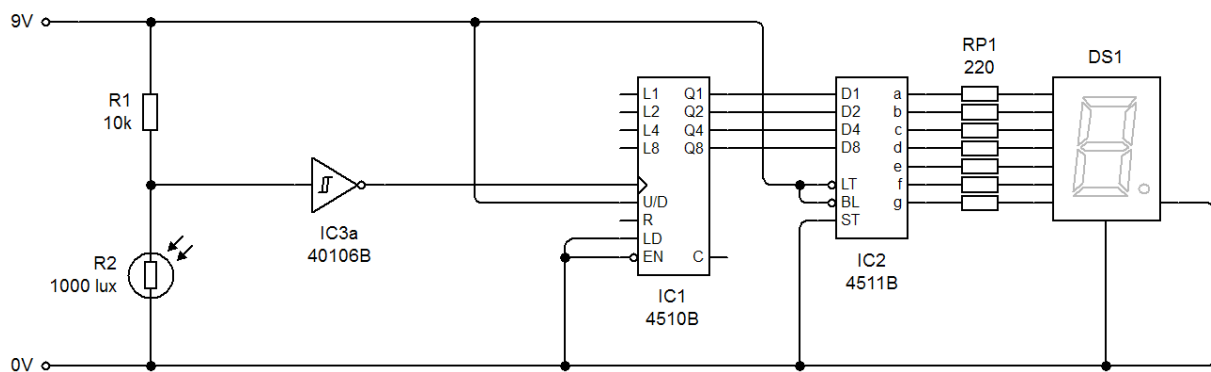 9V
R1
10k
R2
1000 lux
0V
IC3a
40106B
L1
L2
L4
L8
U/D
R
LD
EN
Q1
Q2
Q4
Q8
C
IC1
4510B
D1
D2
D4
D8
LT
BL
ST
a
b
c
d
e
f
g
IC2
4511B
RP1
220
DS1